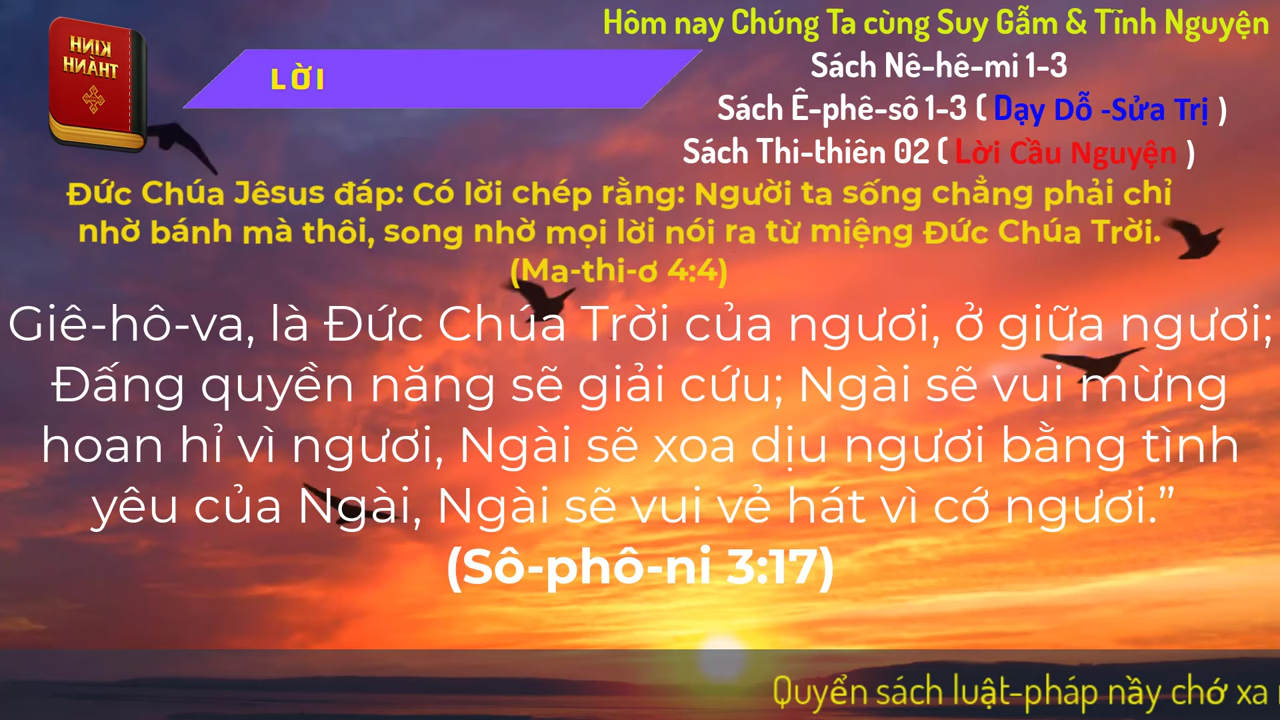 Hôm nay Chúng Ta cùng Suy Gẫm & Tĩnh Nguyện
Sách Nê-hê-mi 1-3
Sách Ê-phê-sô 1-3 ( Dạy Dỗ -Sửa Trị )
Sách Thi-thiên 02 ( Lời Cầu Nguyện )
KINH
THÁNH
LỜI
Đức Chúa Jêsus đáp: Có lời chép rằng: Người ta sống chẳng phải chỉ
nhờ bánh mà thôi, song nhờ mọi lời nói ra từ miệng Đức Chúa Trời.
(Ma-thi-ơ 4:4)
Giê-hô-va, là Đức Chúa Trời của ngươi, ở giữa ngươi;
Đấng quyền năng sẽ giải cứu; Ngài sẽ vui mừng
hoan hỉ vì ngươi, Ngài sẽ xoa dịu ngươi bằng tình
yêu của Ngài, Ngài sẽ vui vẻ hát vì cớ ngươi.”
(Sô-phô-ni 3:17)
Quyển sách luật-pháp nầy chớ xa